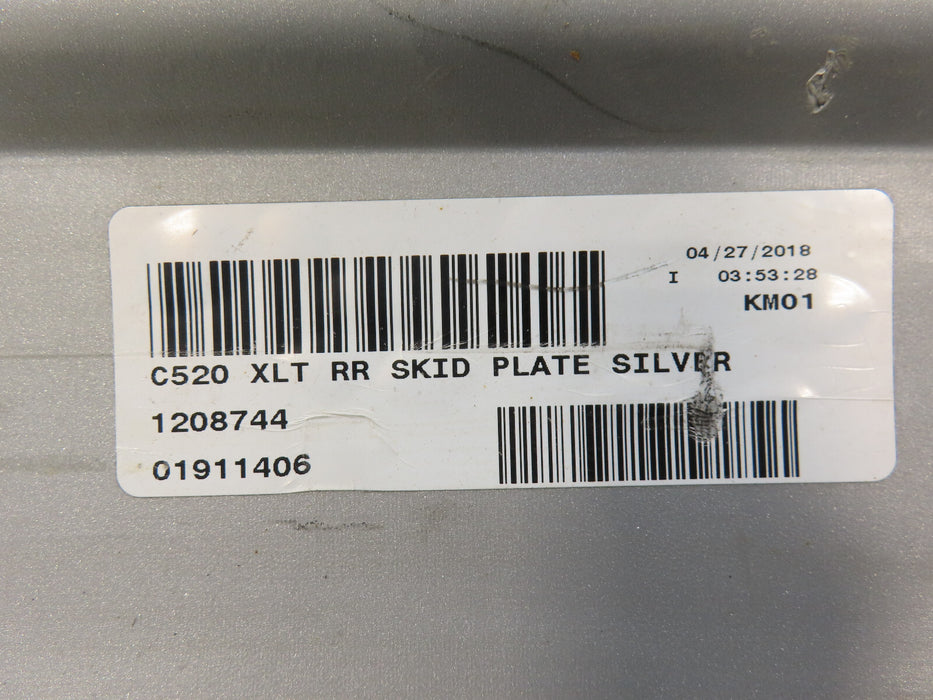 04/27/2018
I 03:53:28
KM01
C520 XLT RR SKID PLATE SILVER
1208744
01911406